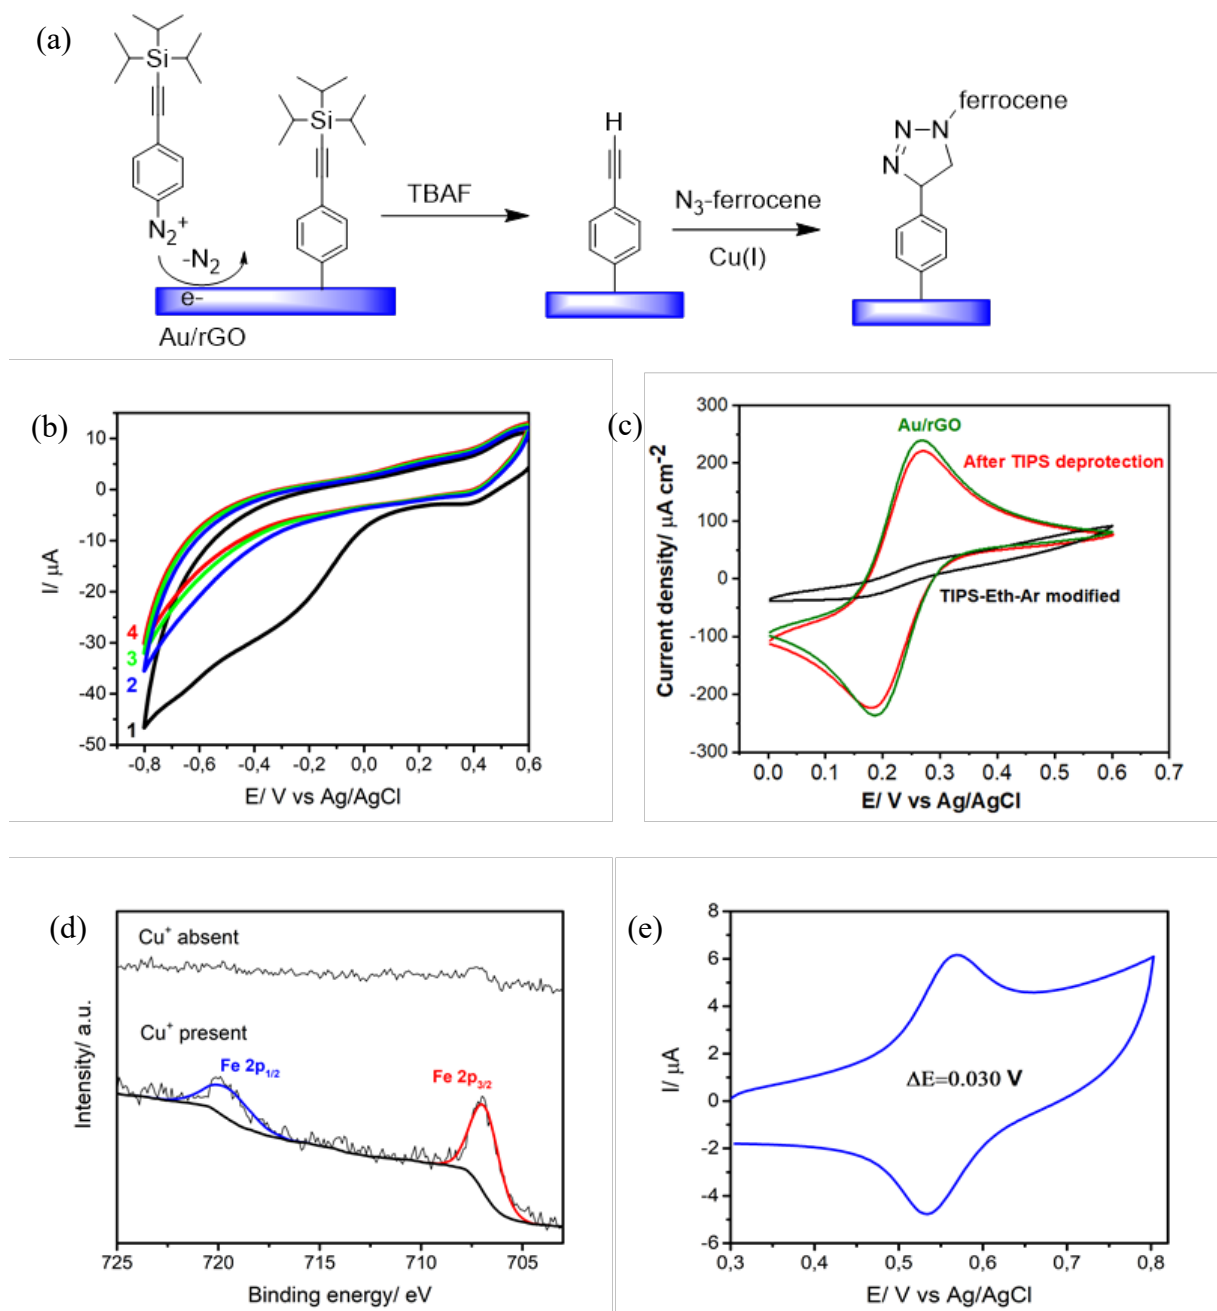 (a)
Si
Si
H
ferrocene
N
N
N
N₂⁺
-N₂
e-
TBAF
N₃-ferrocene
Cu(I)
Au/rGO
(b)
10
0
-10
-20
-30
-40
-50
I/ μA
4
3
2
1
-0,8
-0,6
-0,4
-0,2
0,0
0,2
0,4
0,6
E/ V vs Ag/AgCl
(c)
300
200
100
0
-100
-200
-300
Current density/ μA cm⁻²
Au/rGO
After TIPS deprotection
TIPS-Eth-Ar modified
0.0
0.1
0.2
0.3
0.4
0.5
0.6
0.7
E/ V vs Ag/AgCl
(d)
Cu⁺ absent
Cu⁺ present
Fe 2p₁/₂
Fe 2p₃/₂
Intensity/ a.u.
725
720
715
710
705
Binding energy/ eV
(e)
8
6
4
2
0
-2
-4
-6
I/ μA
ΔE=0.030 V
0,3
0,4
0,5
0,6
0,7
0,8
E/ V vs Ag/AgCl